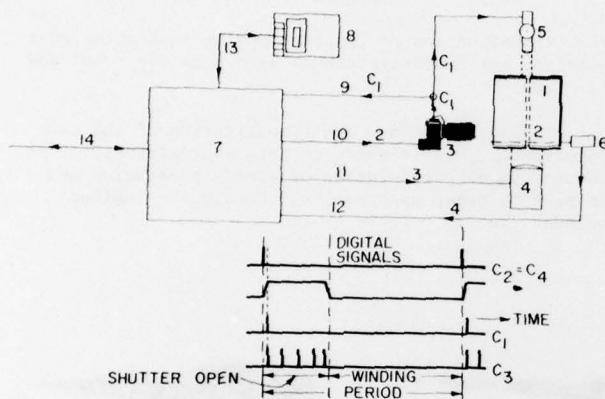 13
8
5
C₁
9 C₁
C₁
1
14
7
10 2
3
2
6
11 3
4
12 4
DIGITAL
SIGNALS
C₂ = C₄
TIME
C₁
C₃
SHUTTER OPEN
WINDING
PERIOD